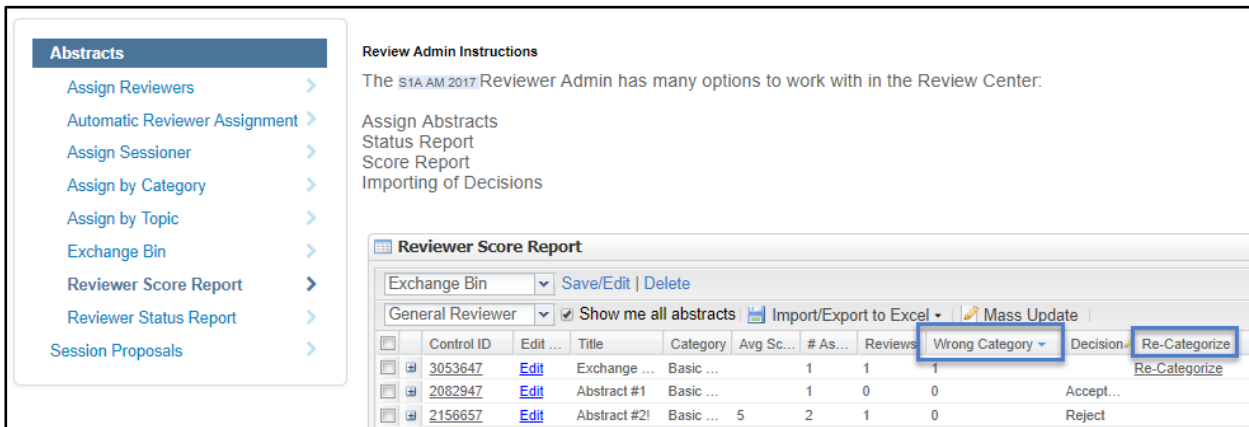 Abstracts
Assign Reviewers
Automatic Reviewer Assignment
Assign Sessioner
Assign by Category
Assign by Topic
Exchange Bin
Reviewer Score Report
Reviewer Status Report
Session Proposals
Review Admin Instructions
The S1A AM 2017 Reviewer Admin has many options to work with in the Review Center:
Assign Abstracts
Status Report
Score Report
Importing of Decisions
Reviewer Score Report
Exchange Bin Save/Edit | Delete
General Reviewer Show me all abstracts Import/Export to Excel Mass Update
Control ID Edit ... Title Category Avg Sc... # As... Reviews Wrong Category Decision Re-Categorize
3053647 Edit Exchange ... Basic ... 1 1 1 Re-Categorize
2082947 Edit Abstract #1 Basic ... 1 0 0 Accept...
2156657 Edit Abstract #2! Basic ... 5 2 1 0 Reject